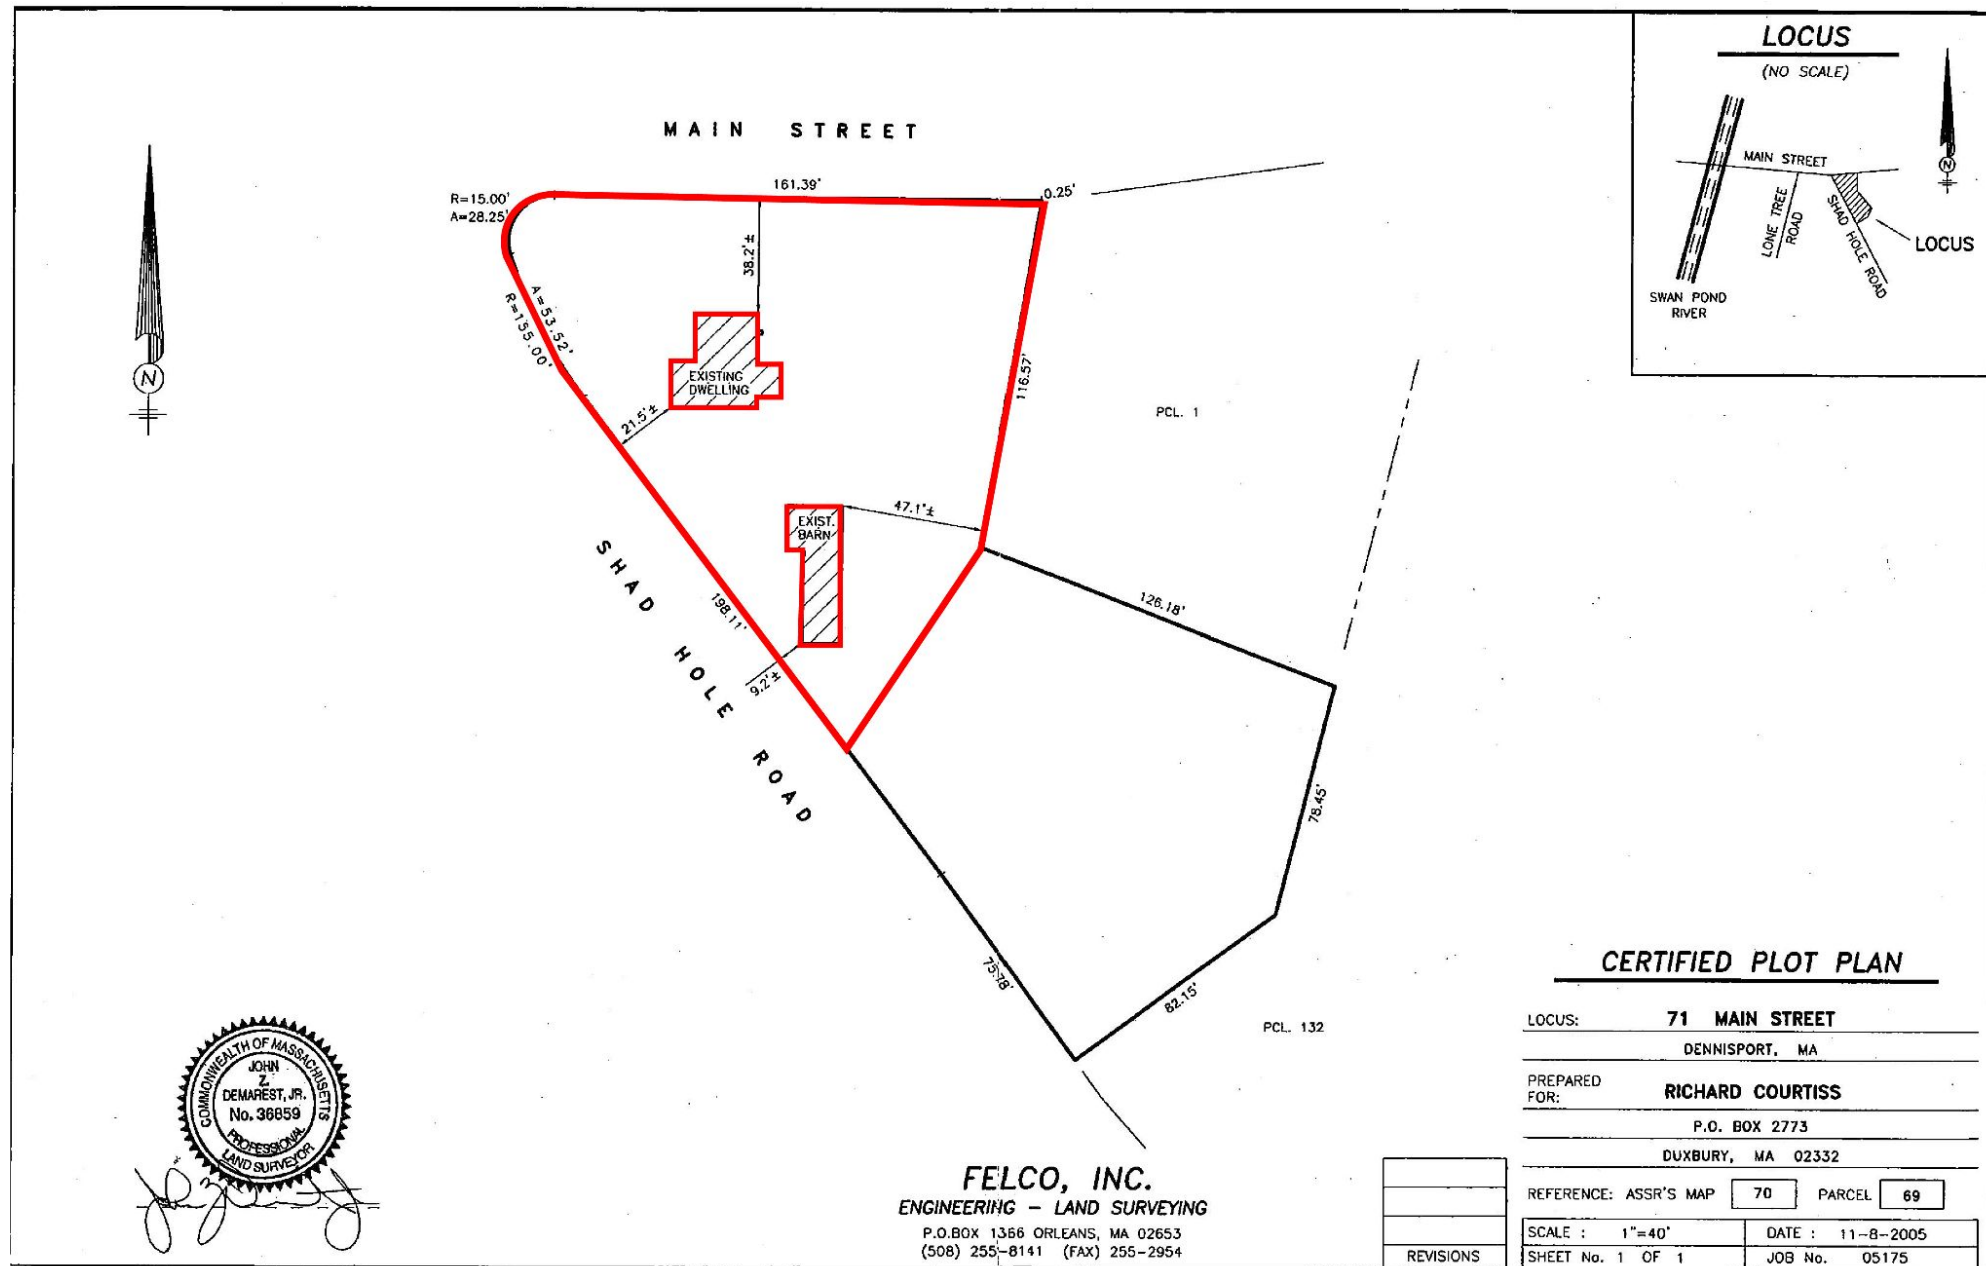 LOCUS
(NO SCALE)
MAIN STREET
LONE TREE
ROAD
SHAD HOLE ROAD
LOCUS
SWAN POND
RIVER
N
MAIN STREET
161.39'
0.25'
R=15.00'
A=28.25'
38.2'±
A=53.52'
R=155.00'
EXISTING
DWELLING
21.5'±
116.57'
PCL. 1
N
47.1'±
EXIST.
BARN
SHAD HOLE ROAD
198.11'
9.2'±
126.18'
78.45'
75.78'
82.15'
PCL. 132
COMMONWEALTH OF MASSACHUSETTS
JOHN
Z.
DEMAREST, JR.
No. 36859
PROFESSIONAL
LAND SURVEYOR
FELCO, INC.
ENGINEERING – LAND SURVEYING
P.O.BOX 1366 ORLEANS, MA 02653
(508) 255-8141 (FAX) 255-2954
REVISIONS
CERTIFIED PLOT PLAN
LOCUS: 71 MAIN STREET
DENNISPORT, MA
PREPARED
FOR: RICHARD COURTISS
P.O. BOX 2773
DUXBURY, MA 02332
REFERENCE: ASSR'S MAP 70 PARCEL 69
SCALE : 1"=40' DATE : 11-8-2005
SHEET No. 1 OF 1 JOB No. 05175